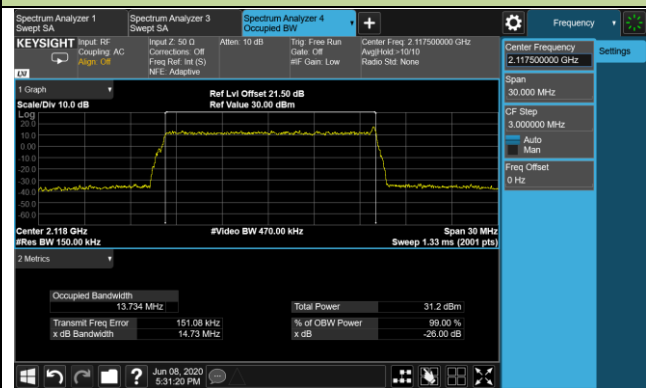 Spectrum Analyzer 1
Swept SA
Spectrum Analyzer 3
Swept SA
Spectrum Analyzer 4
Occupied BW
+
Frequency
KEYSIGHT
Input: RF
Coupling: AC
Align: Off
Input Z: 50 Ω
Corrections: Off
Freq Ref: Int (S)
NFE: Adaptive
Atten: 10 dB
Trig: Free Run
Gate: Off
#IF Gain: Low
Center Freq: 2.117500000 GHz
Avg|Hold:>10/10
Radio Std: None
LXI
Center Frequency
2.117500000 GHz
Settings
Span
30.000 MHz
CF Step
3.000000 MHz
Auto
Man
Freq Offset
0 Hz
1 Graph
Scale/Div 10.0 dB
Ref Lvl Offset 21.50 dB
Ref Value 30.00 dBm
Log
20.0
10.0
0.00
-10.0
-20.0
-30.0
-40.0
-50.0
-60.0
Center 2.118 GHz
#Res BW 150.00 kHz
#Video BW 470.00 kHz
Span 30 MHz
Sweep 1.33 ms (2001 pts)
2 Metrics
Occupied Bandwidth
13.734 MHz
Total Power 31.2 dBm
Transmit Freq Error 151.08 kHz
% of OBW Power 99.00 %
x dB Bandwidth 14.73 MHz
x dB -26.00 dB
?
Jun 08, 2020
5:31:20 PM